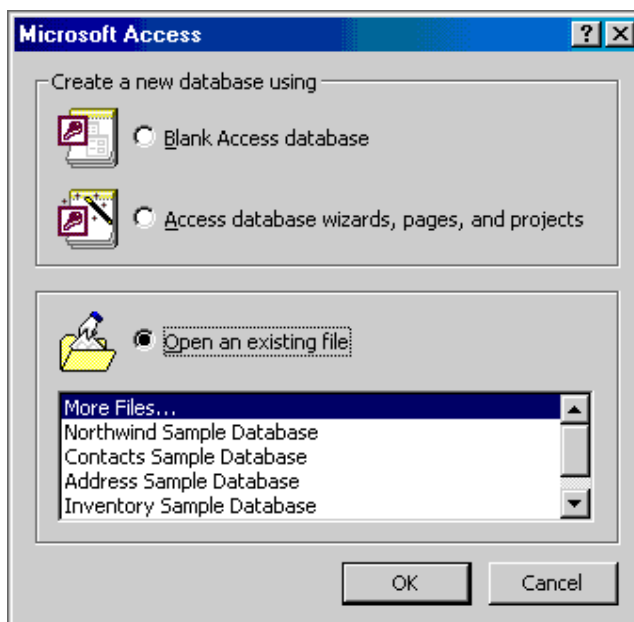 Microsoft Access
Create a new database using
Blank Access database
Access database wizards, pages, and projects
Open an existing file
More Files...
Northwind Sample Database
Contacts Sample Database
Address Sample Database
Inventory Sample Database
OK
Cancel